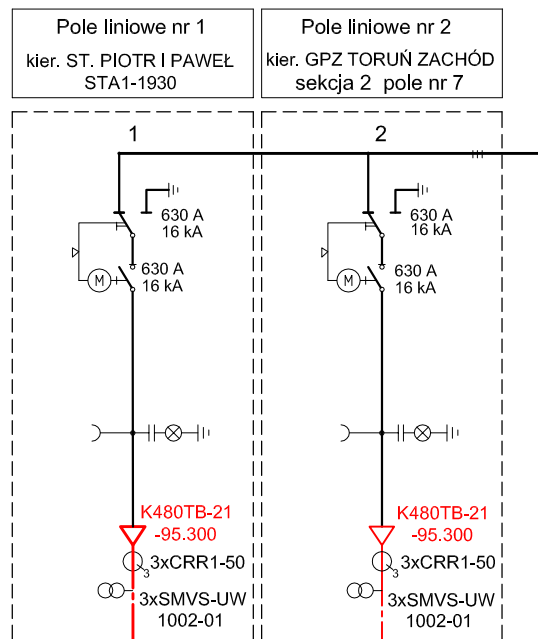 Pole liniowe nr 1
kier. ST. PIOTR I PAWEŁ
STA1-1930
Pole liniowe nr 2
kier. GPZ TORUŃ ZACHÓD
sekcja 2 pole nr 7
1
2
630 A
16 kA
630 A
16 kA
M
630 A
16 kA
630 A
16 kA
M
K480TB-21
-95.300
3
3xCRR1-50
3xSMVS-UW
1002-01
K480TB-21
-95.300
3
3xCRR1-50
3xSMVS-UW
1002-01